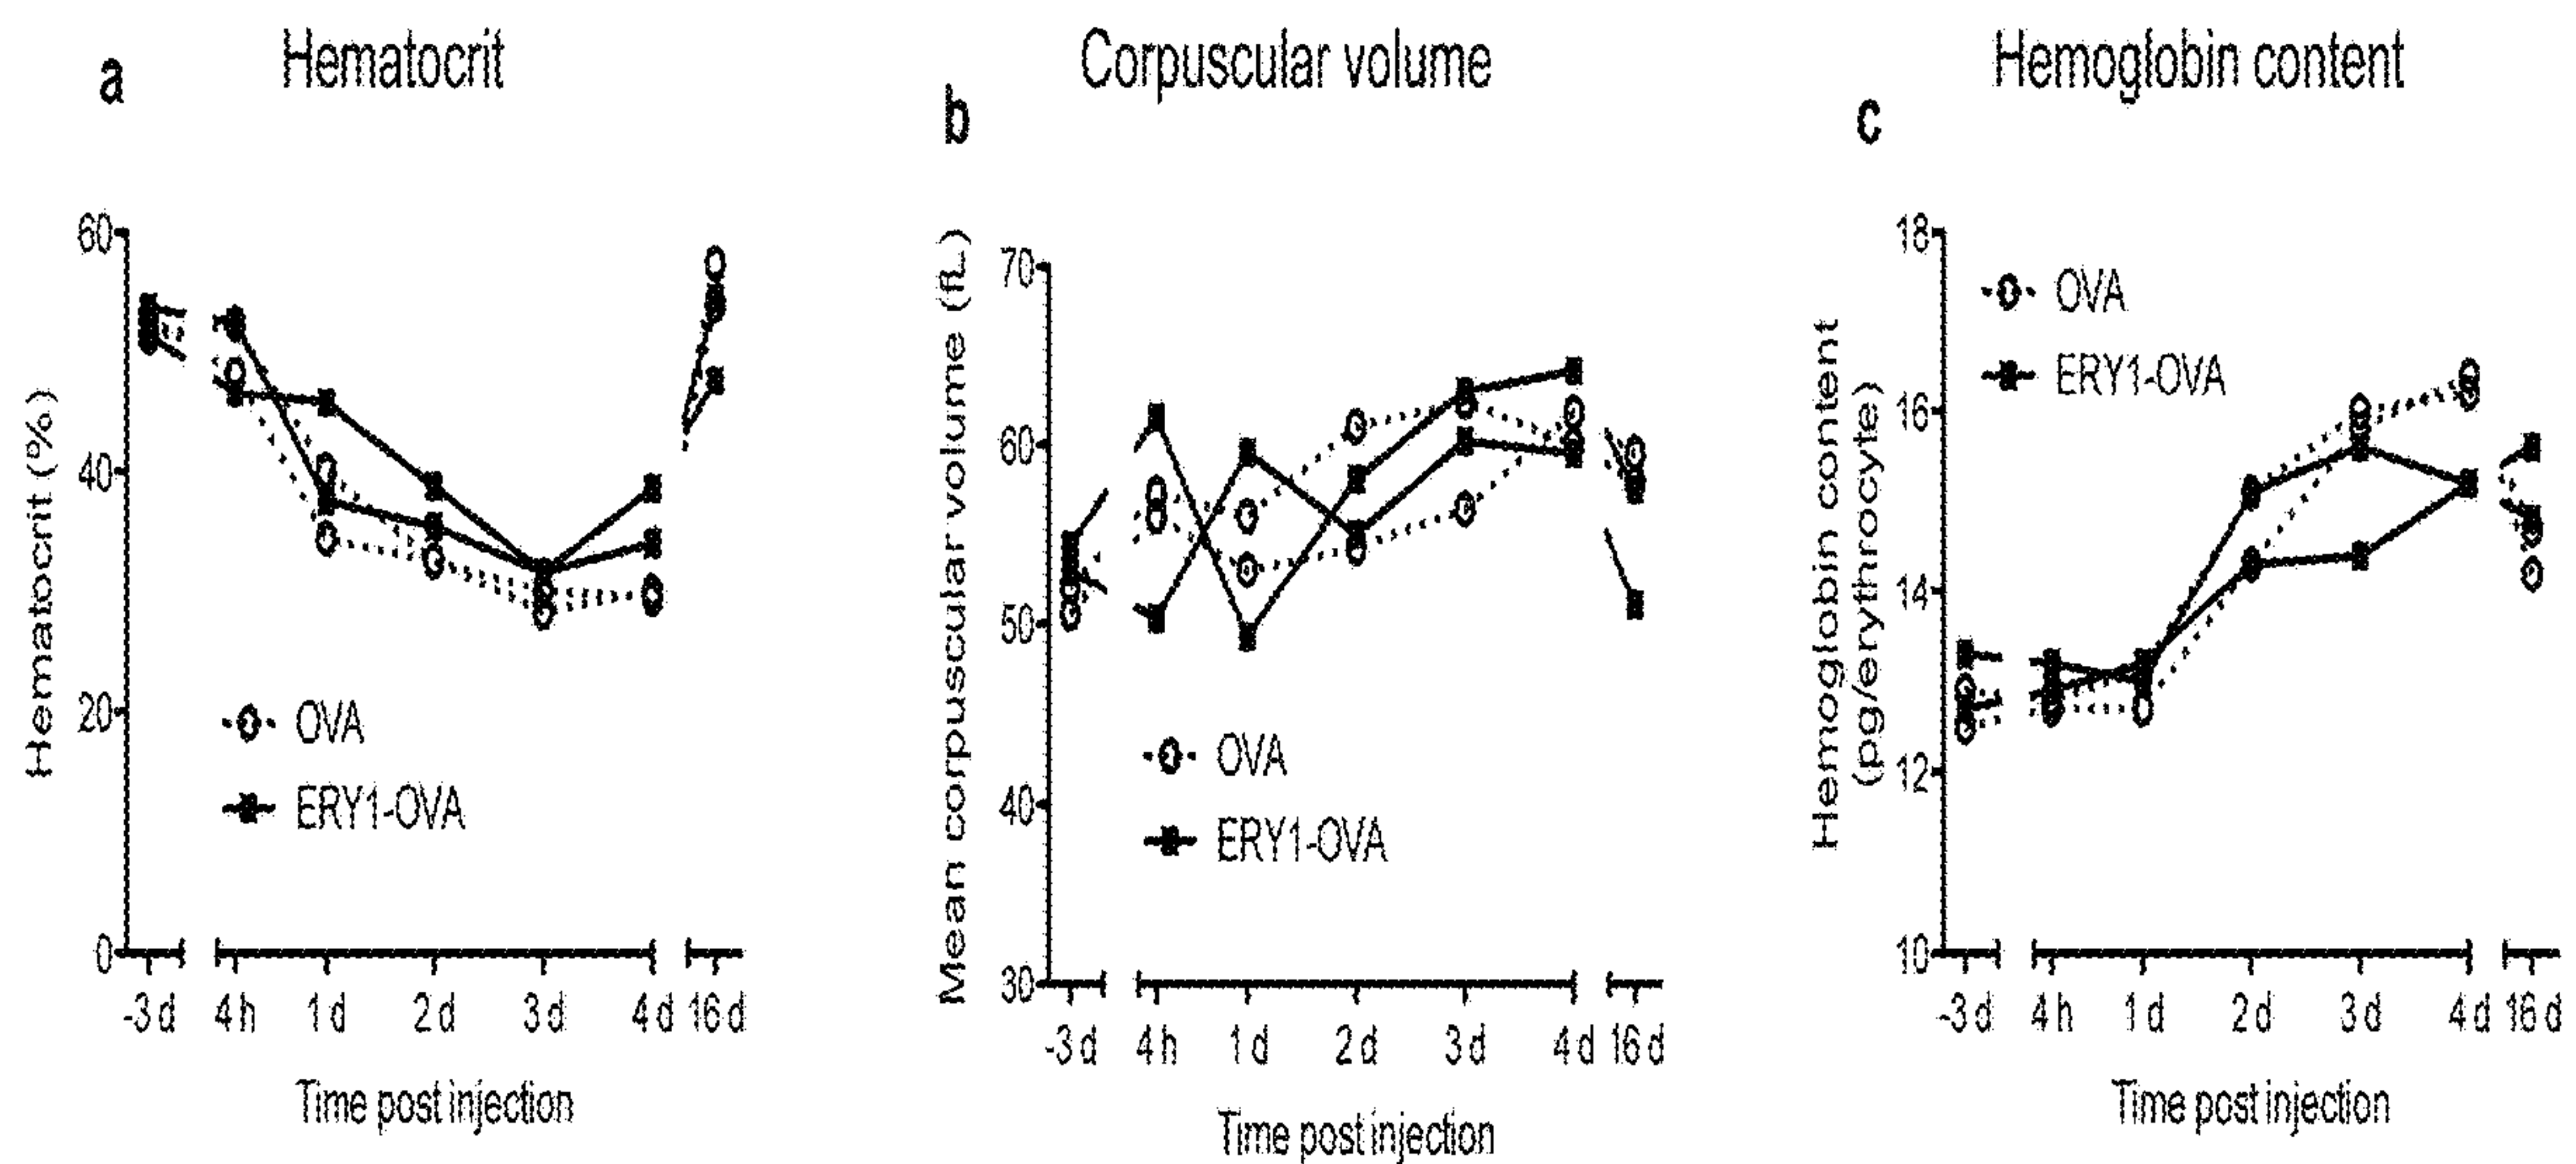 a
Hematocrit
Hematocrit (%)
60
40
20
0
OVA
ERY1-OVA
-3 d 4 h 1 d 2 d 3 d 4 d 16 d
Time post injection
b
Corpuscular volume
Mean corpuscular volume (fL)
70
60
50
40
30
OVA
ERY1-OVA
-3 d 4 h 1 d 2 d 3 d 4 d 16 d
Time post injection
c
Hemoglobin content
Hemoglobin content
(pg/erythrocyte)
18
16
14
12
10
OVA
ERY1-OVA
-3 d 4 h 1 d 2 d 3 d 4 d 16 d
Time post injection